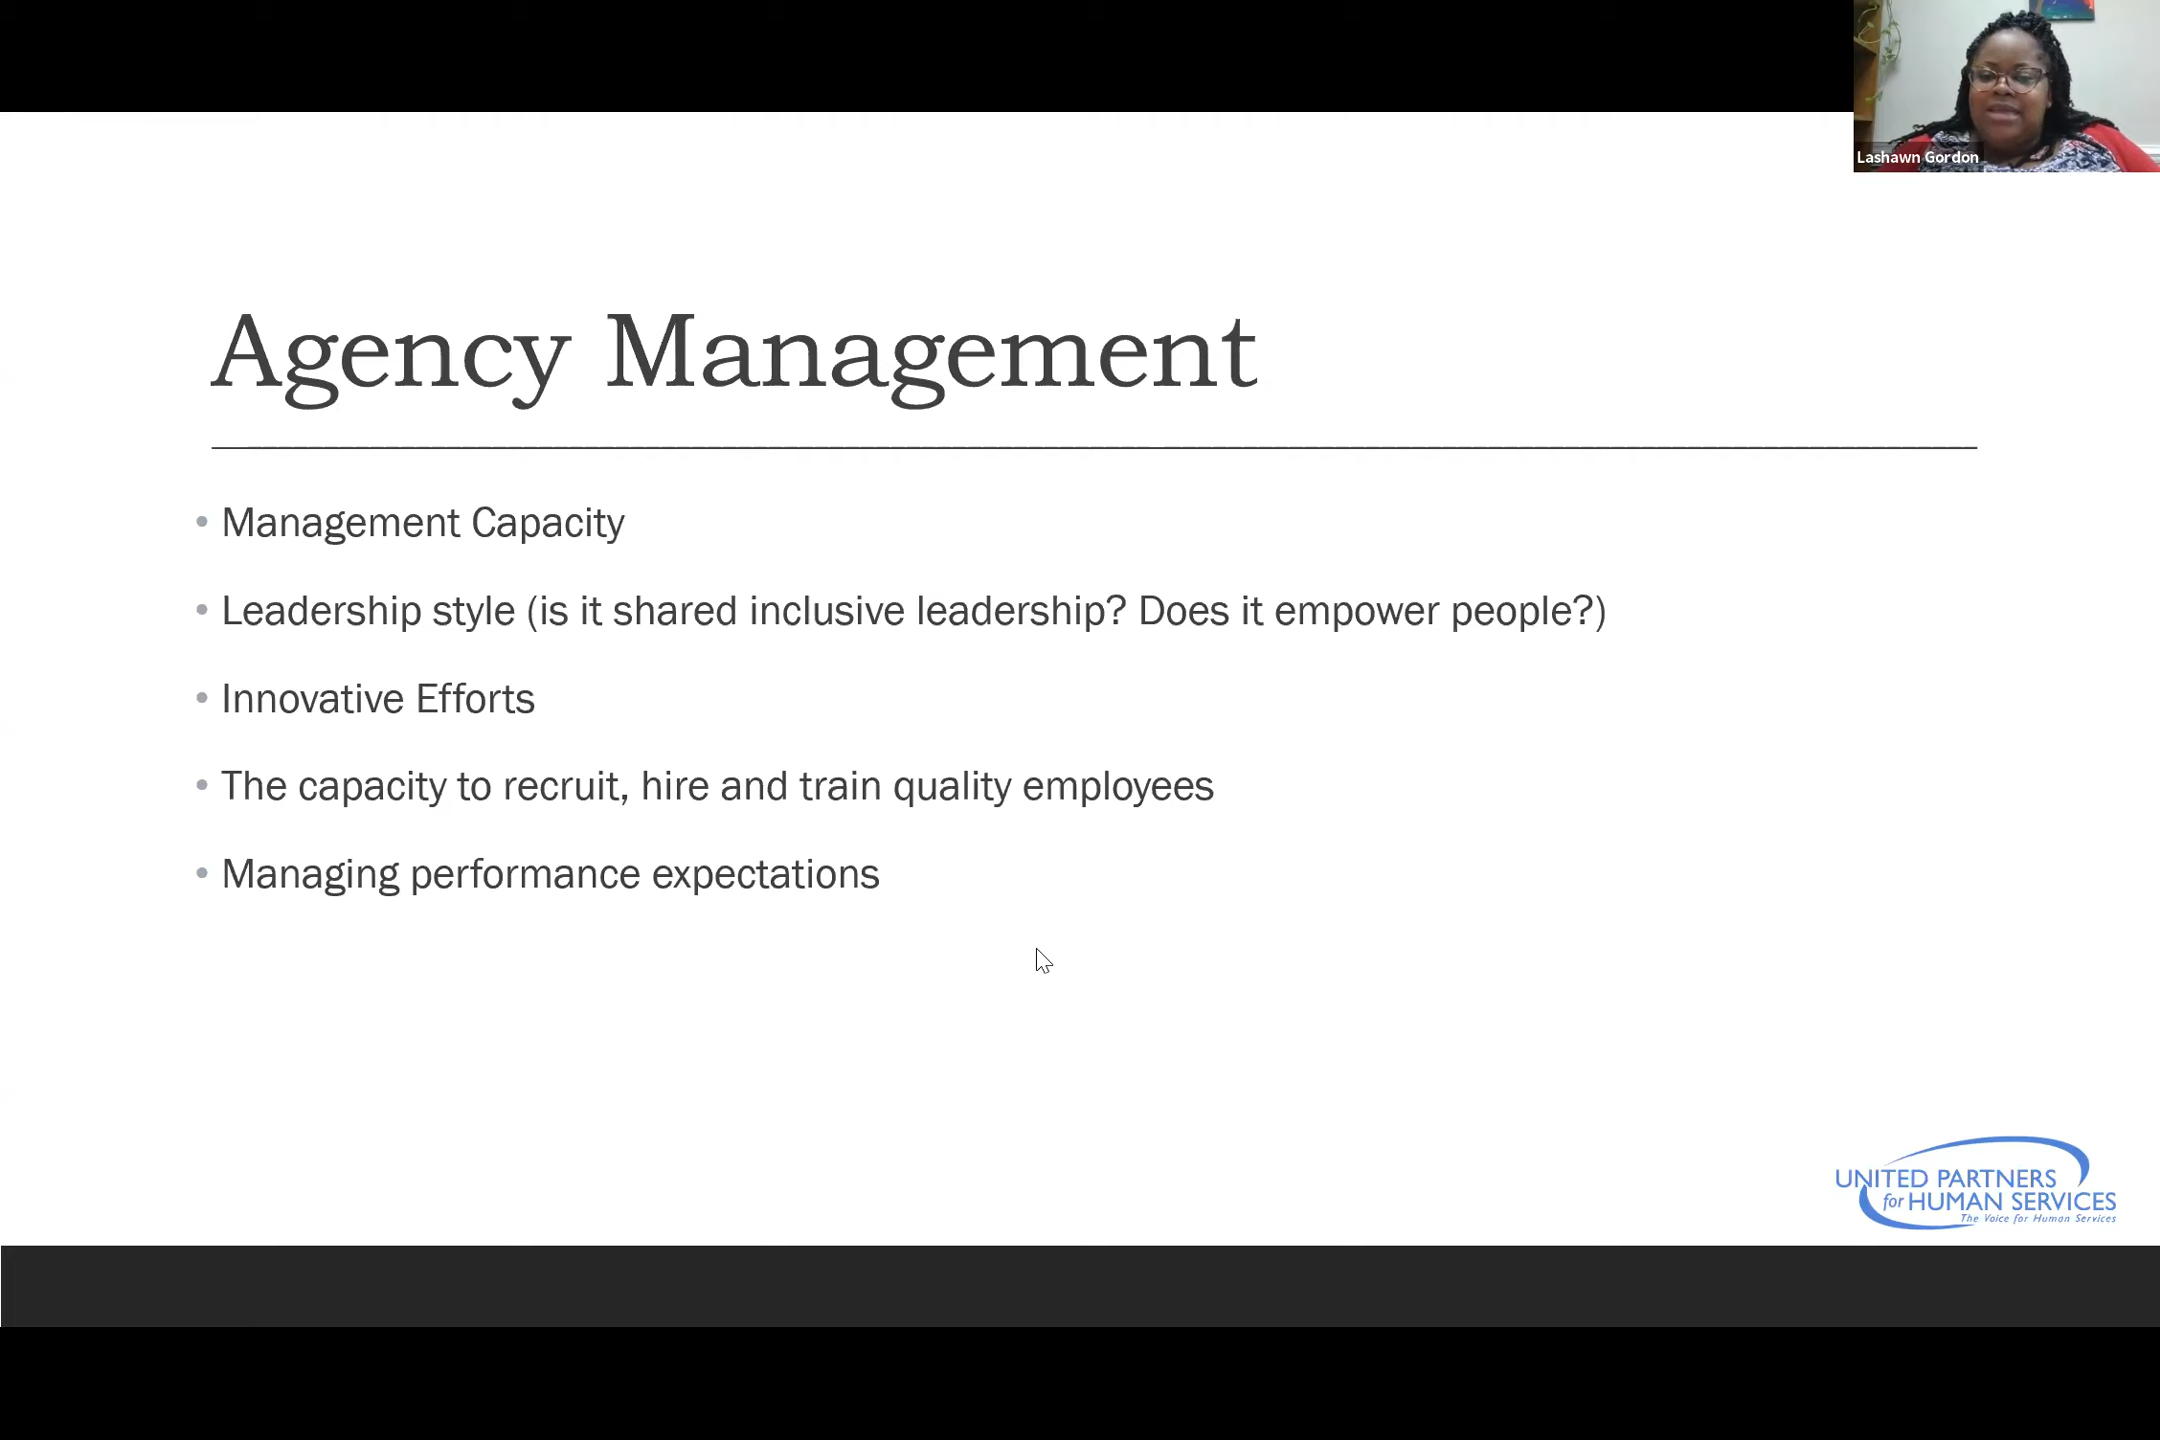 Lashawn Gordon
Agency Management
• Management Capacity
• Leadership style (is it shared inclusive leadership? Does it empower people?)
• Innovative Efforts
• The capacity to recruit, hire and train quality employees
• Managing performance expectations
UNITED PARTNERS
for HUMAN SERVICES
The Voice for Human Services